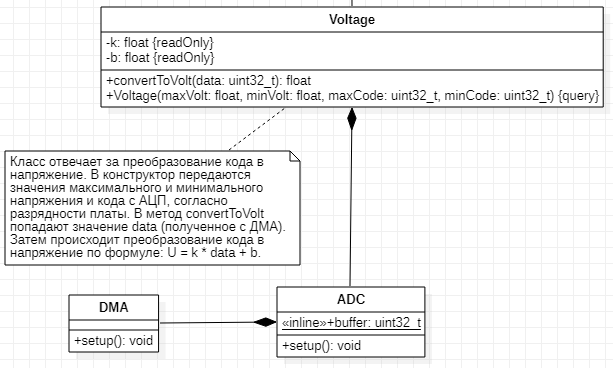 Voltage
-k: float {readOnly}
-b: float {readOnly}
+convertToVolt(data: uint32_t): float
+Voltage(maxVolt: float, minVolt: float, maxCode: uint32_t, minCode: uint32_t) {query}
Класс отвечает за преобразование кода в
напряжение. В конструктор передаются
значения максимального и минимального
напряжения и кода с АЦП, согласно
разрядности платы. В метод convertToVolt
попадают значение data (полученное с ДМА).
Затем происходит преобразование кода в
напряжение по формуле: U = k * data + b.
DMA
+setup(): void
ADC
«inline»+buffer: uint32_t
+setup(): void